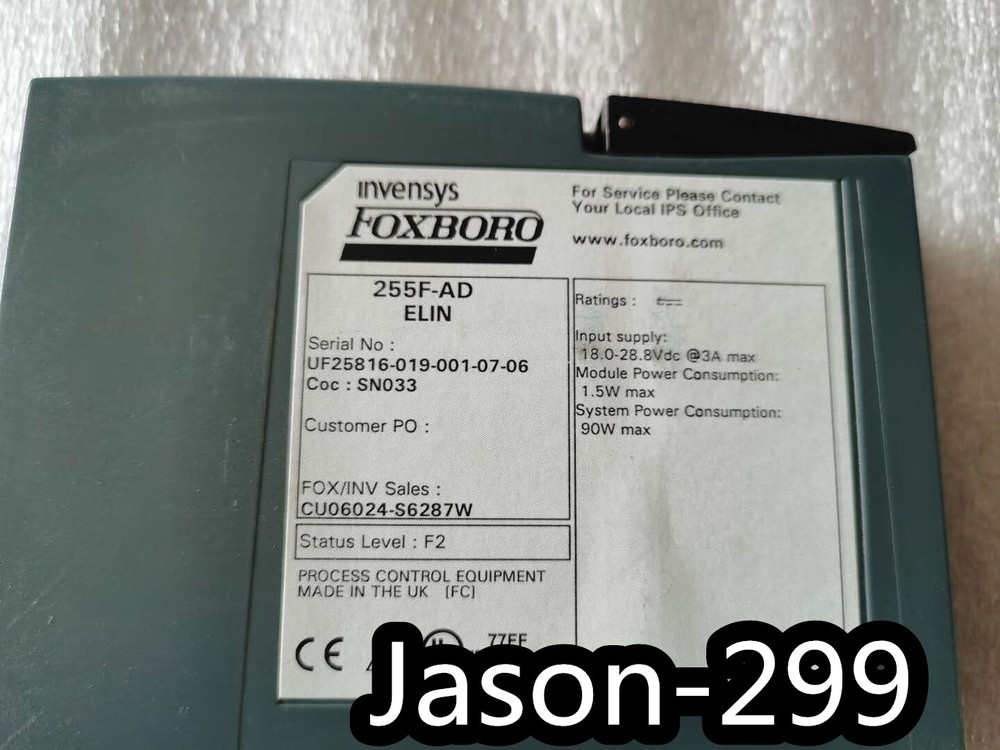 invensys
FOXBORO
For Service Please Contact
Your Local IPS Office
www.foxboro.com
255F-AD
ELIN
Serial No :
UF25816-019-001-07-06
Coc : SN033
Customer PO :
FOX/INV Sales :
CU06024-S6287W
Status Level : F2
PROCESS CONTROL EQUIPMENT
MADE IN THE UK [FC]
Ratings :
Input supply:
18.0-28.8Vdc @3A max
Module Power Consumption:
1.5W max
System Power Consumption:
90W max
CE
UL
77EE
Jason-299